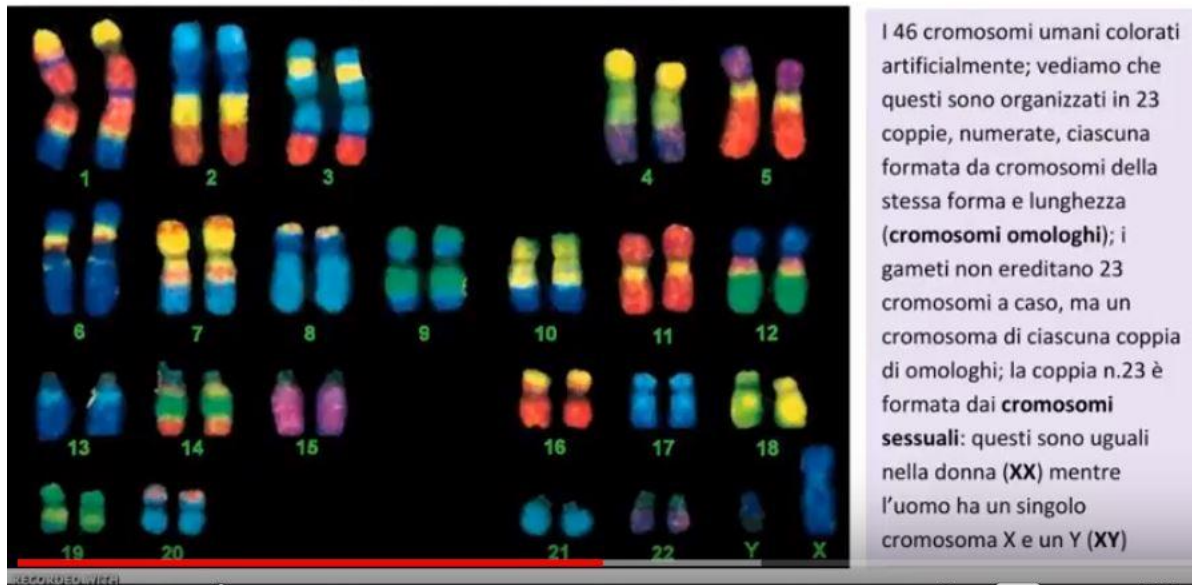 1
2
3
4
5
6
7
8
9
10
11
12
13
14
15
16
17
18
19
20
21
22
Y
X
I 46 cromosomi umani colorati
artificialmente; vediamo che
questi sono organizzati in 23
coppie, numerate, ciascuna
formata da cromosomi della
stessa forma e lunghezza
(cromosomi omologhi); i
gameti non ereditano 23
cromosomi a caso, ma un
cromosoma di ciascuna coppia
di omologhi; la coppia n.23 è
formata dai cromosomi
sessuali: questi sono uguali
nella donna (XX) mentre
l'uomo ha un singolo
cromosoma X e un Y (XY)
RECORDED WITH